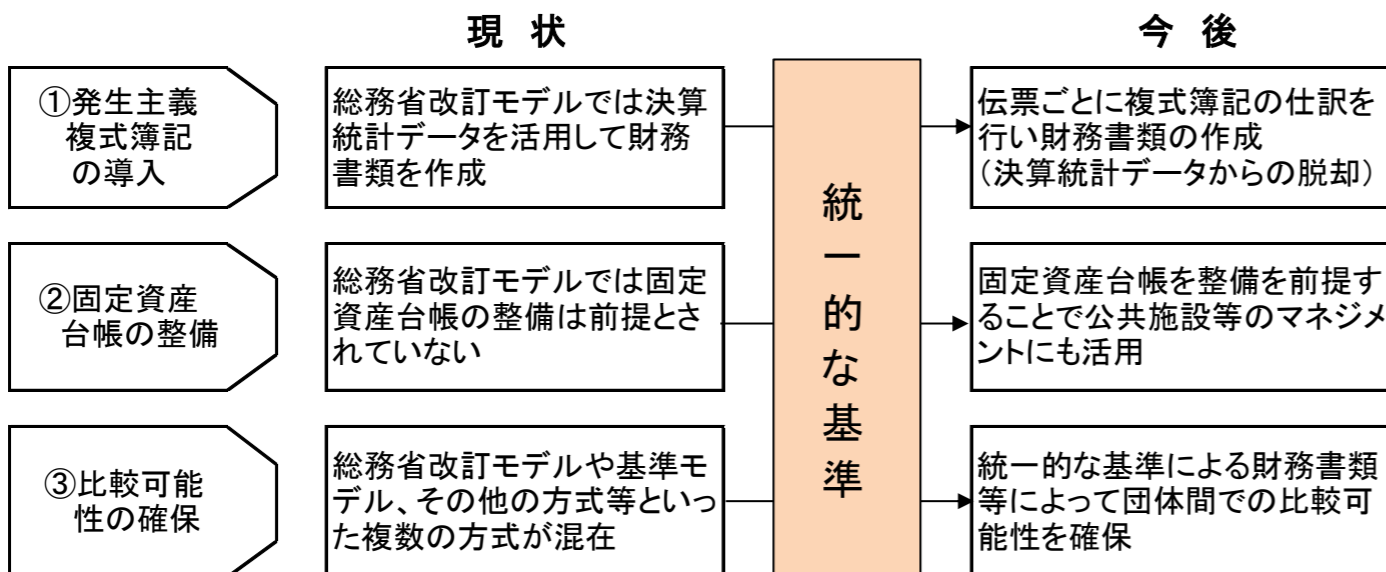 現 状
今 後
①発生主義
複式簿記
の導入
総務省改訂モデルでは決算
統計データを活用して財務
書類を作成
伝票ごとに複式簿記の仕訳を
行い財務書類の作成
（決算統計データからの脱却）
統一的な基準
②固定資産
台帳の整備
総務省改訂モデルでは固定
資産台帳の整備は前提とさ
れていない
固定資産台帳を整備を前提す
ることで公共施設等のマネジメ
ントにも活用
③比較可能
性の確保
総務省改訂モデルや基準モ
デル、その他の方式等といっ
た複数の方式が混在
統一的な基準による財務書類
等によって団体間での比較可
能性を確保